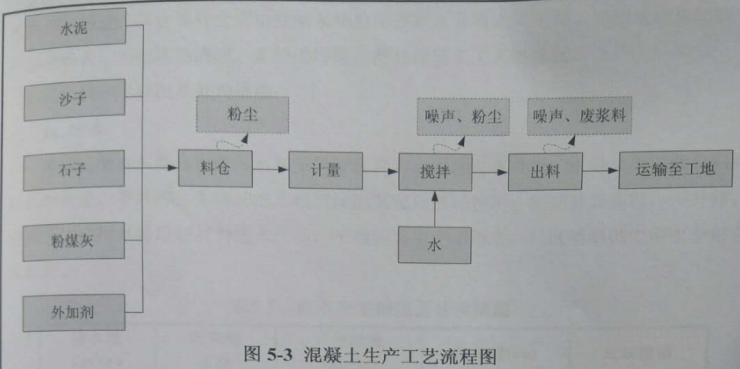 水泥
沙子
石子
粉煤灰
外加剂
粉尘
料仓
计量
噪声、粉尘
搅拌
水
噪声、废浆料
出料
运输至工地
图 5-3 混凝土生产工艺流程图